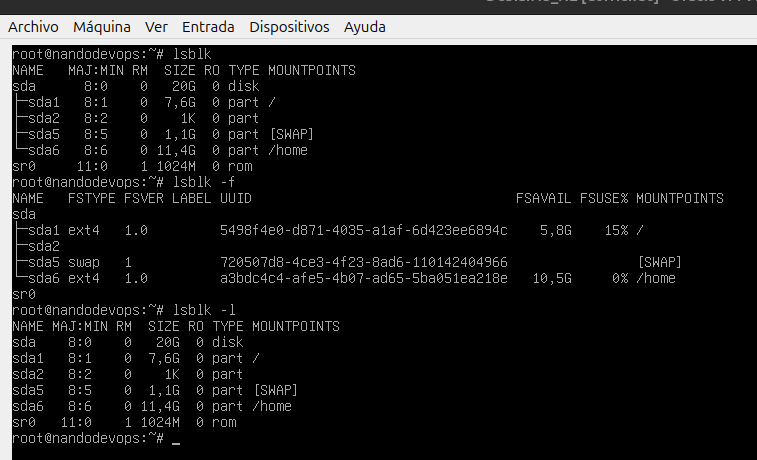 Archivo Máquina Ver Entrada Dispositivos Ayuda
root@nandodevops:~# lsblk
NAME   MAJ:MIN RM  SIZE RO TYPE MOUNTPOINTS
sda      8:0    0   20G  0 disk
├─sda1   8:1    0  7,6G  0 part /
├─sda2   8:2    0    1K  0 part
├─sda5   8:5    0  1,1G  0 part [SWAP]
└─sda6   8:6    0 11,4G  0 part /home
sr0     11:0    1 1024M  0 rom
root@nandodevops:~# lsblk -f
NAME   FSTYPE FSVER LABEL UUID                                 FSAVAIL FSUSE% MOUNTPOINTS
sda
├─sda1 ext4   1.0         5498f4e0-d871-4035-a1af-6d423ee6894c    5,8G    15% /
├─sda2
├─sda5 swap   1           720507d8-4ce3-4f23-8ad6-110142404966                [SWAP]
└─sda6 ext4   1.0         a3bdc4c4-afe5-4b07-ad65-5ba051ea218e   10,5G     0% /home
sr0
root@nandodevops:~# lsblk -l
NAME MAJ:MIN RM  SIZE RO TYPE MOUNTPOINTS
sda    8:0    0   20G  0 disk
sda1   8:1    0  7,6G  0 part /
sda2   8:2    0    1K  0 part
sda5   8:5    0  1,1G  0 part [SWAP]
sda6   8:6    0 11,4G  0 part /home
sr0   11:0    1 1024M  0 rom
root@nandodevops:~# _